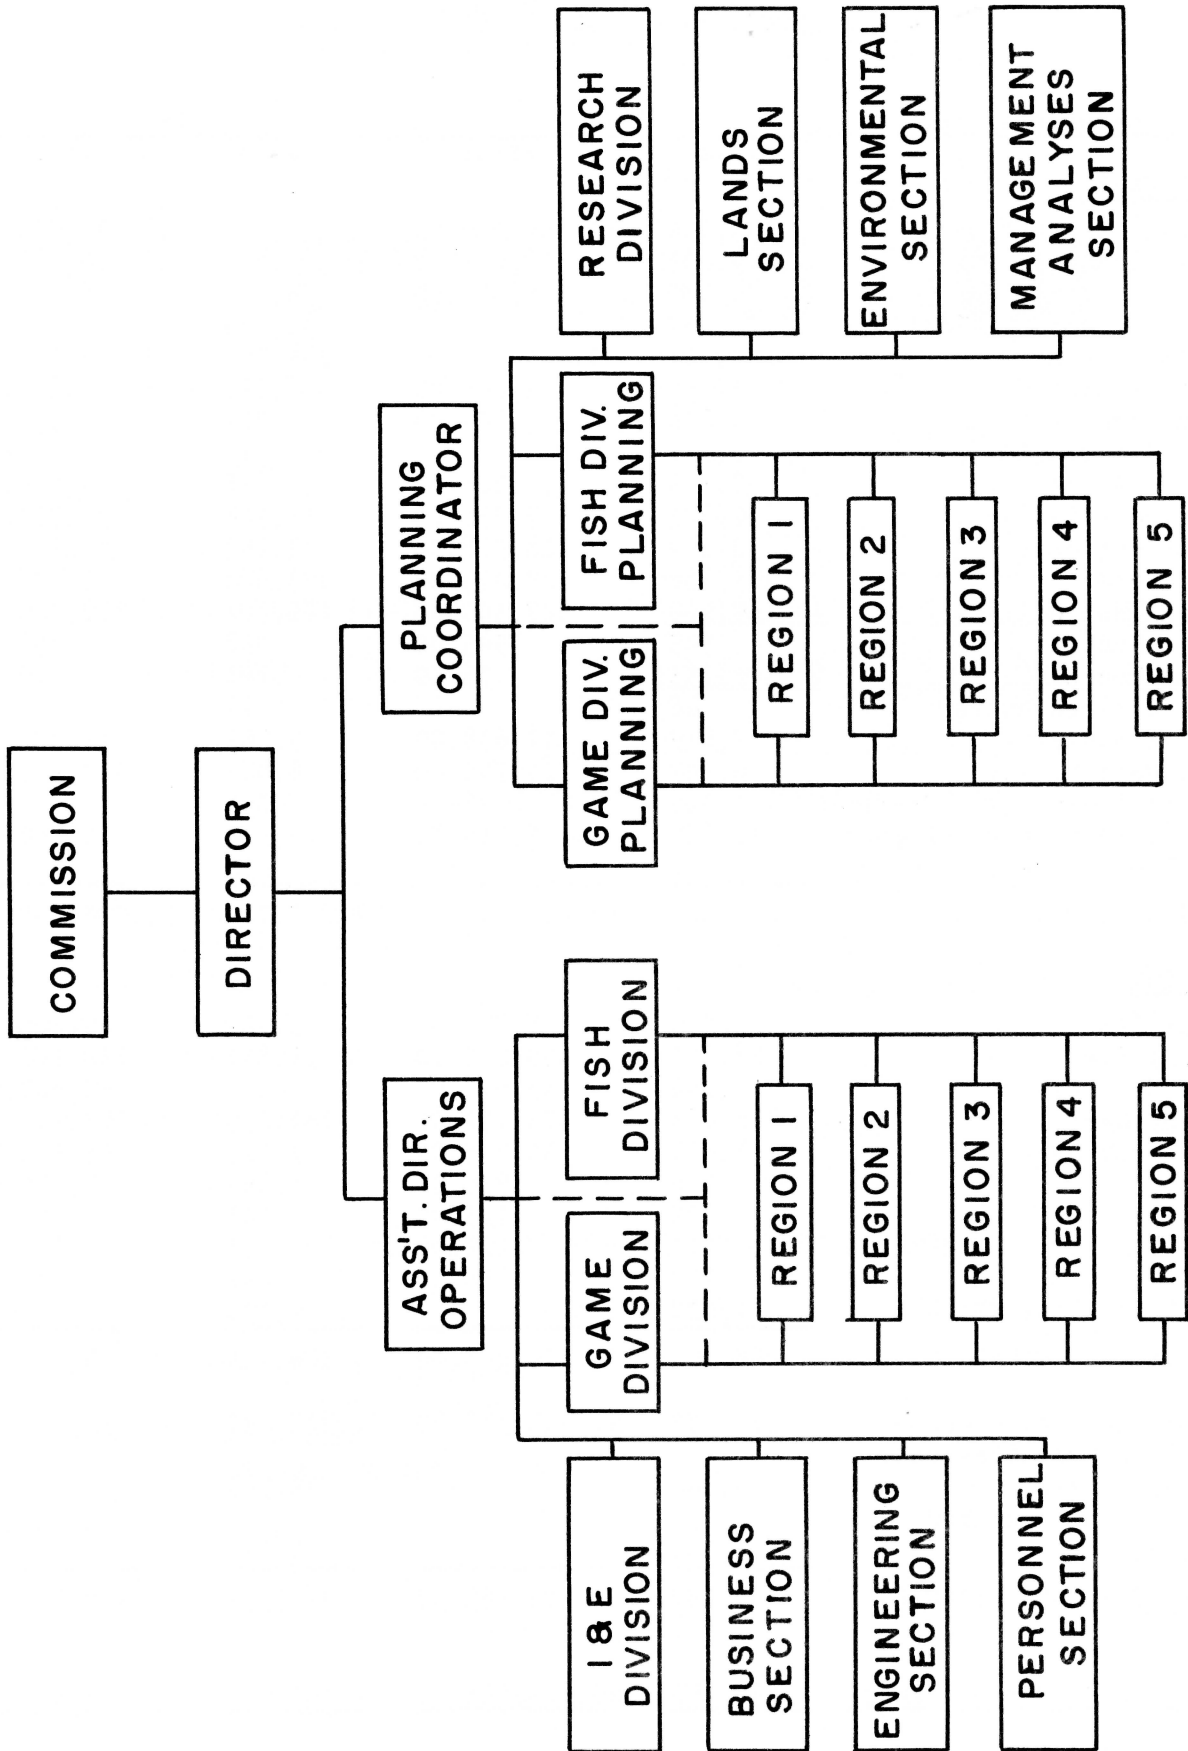 COMMISSION
DIRECTOR
ASS'T. DIR.
OPERATIONS
PLANNING
COORDINATOR
I & E
DIVISION
BUSINESS
SECTION
ENGINEERING
SECTION
PERSONNEL
SECTION
GAME
DIVISION
FISH
DIVISION
REGION 1
REGION 2
REGION 3
REGION 4
REGION 5
GAME DIV.
PLANNING
FISH DIV.
PLANNING
REGION 1
REGION 2
REGION 3
REGION 4
REGION 5
RESEARCH
DIVISION
LANDS
SECTION
ENVIRONMENTAL
SECTION
MANAGEMENT
ANALYSES
SECTION